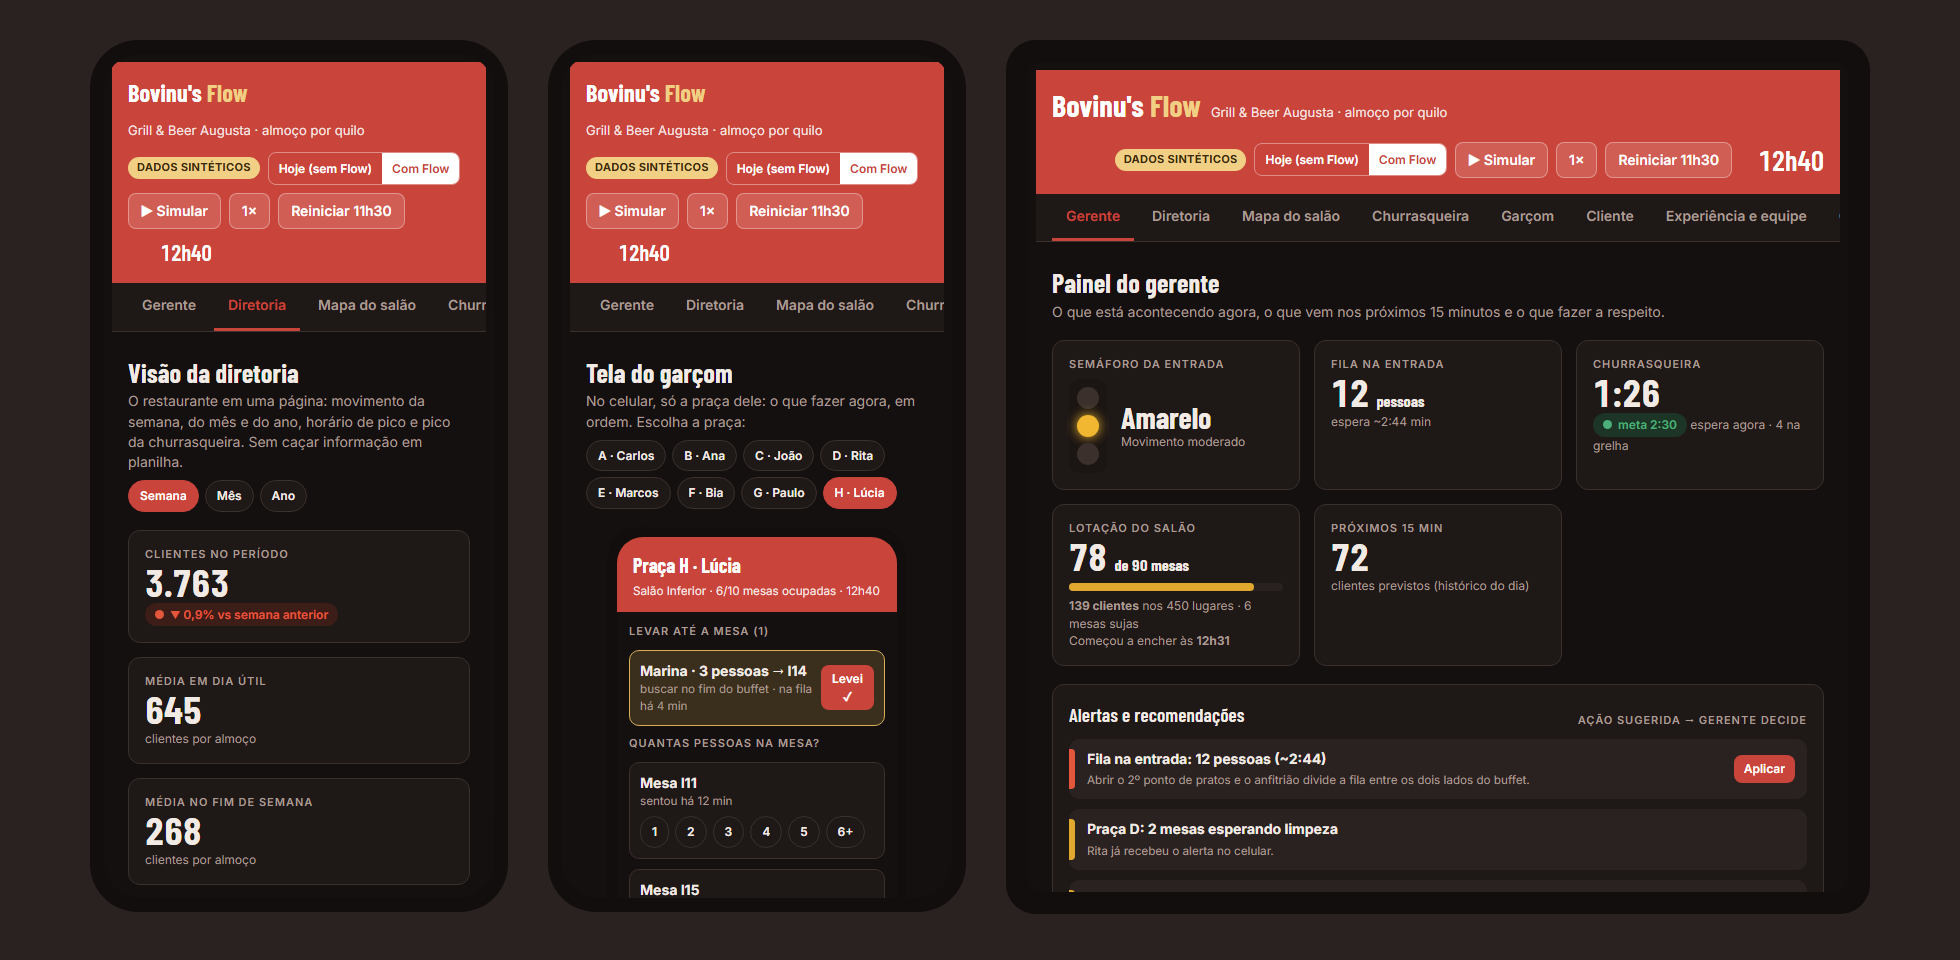 Bovinu's Flow
Grill & Beer Augusta · almoço por quilo
DADOS SINTÉTICOS
Hoje (sem Flow)
Com Flow
▶ Simular
1×
Reiniciar 11h30
12h40
Gerente
Diretoria
Mapa do salão
Churr
Visão da diretoria
O restaurante em uma página: movimento da
semana, do mês e do ano, horário de pico e pico
da churrasqueira. Sem caçar informação em
planilha.
Semana
Mês
Ano
CLIENTES NO PERÍODO
3.763
▼ 0,9% vs semana anterior
MÉDIA EM DIA ÚTIL
645
clientes por almoço
MÉDIA NO FIM DE SEMANA
268
clientes por almoço
Bovinu's Flow
Grill & Beer Augusta · almoço por quilo
DADOS SINTÉTICOS
Hoje (sem Flow)
Com Flow
▶ Simular
1×
Reiniciar 11h30
12h40
Gerente
Diretoria
Mapa do salão
Churr
Tela do garçom
No celular, só a praça dele: o que fazer agora, em
ordem. Escolha a praça:
A · Carlos
B · Ana
C · João
D · Rita
E · Marcos
F · Bia
G · Paulo
H · Lúcia
Praça H · Lúcia
Salão Inferior · 6/10 mesas ocupadas · 12h40
LEVAR ATÉ A MESA (1)
Marina · 3 pessoas → I14
buscar no fim do buffet · na fila
há 4 min
Levei
✓
QUANTAS PESSOAS NA MESA?
Mesa I11
sentou há 12 min
1
2
3
4
5
6+
Mesa I15
Bovinu's Flow
Grill & Beer Augusta · almoço por quilo
DADOS SINTÉTICOS
Hoje (sem Flow)
Com Flow
▶ Simular
1×
Reiniciar 11h30
12h40
Gerente
Diretoria
Mapa do salão
Churrasqueira
Garçom
Cliente
Experiência e equipe
Painel do gerente
O que está acontecendo agora, o que vem nos próximos 15 minutos e o que fazer a respeito.
SEMÁFORO DA ENTRADA
Amarelo
Movimento moderado
FILA NA ENTRADA
12 pessoas
espera ~2:44 min
CHURRASQUEIRA
1:26
meta 2:30 espera agora · 4 na
grelha
LOTAÇÃO DO SALÃO
78 de 90 mesas
139 clientes nos 450 lugares · 6
mesas sujas
Começou a encher às 12h31
PRÓXIMOS 15 MIN
72
clientes previstos (histórico do dia)
Alertas e recomendações
AÇÃO SUGERIDA → GERENTE DECIDE
Fila na entrada: 12 pessoas (~2:44)
Abrir o 2º ponto de pratos e o anfitrião divide a fila entre os dois lados do buffet.
Aplicar
Praça D: 2 mesas esperando limpeza
Rita já recebeu o alerta no celular.